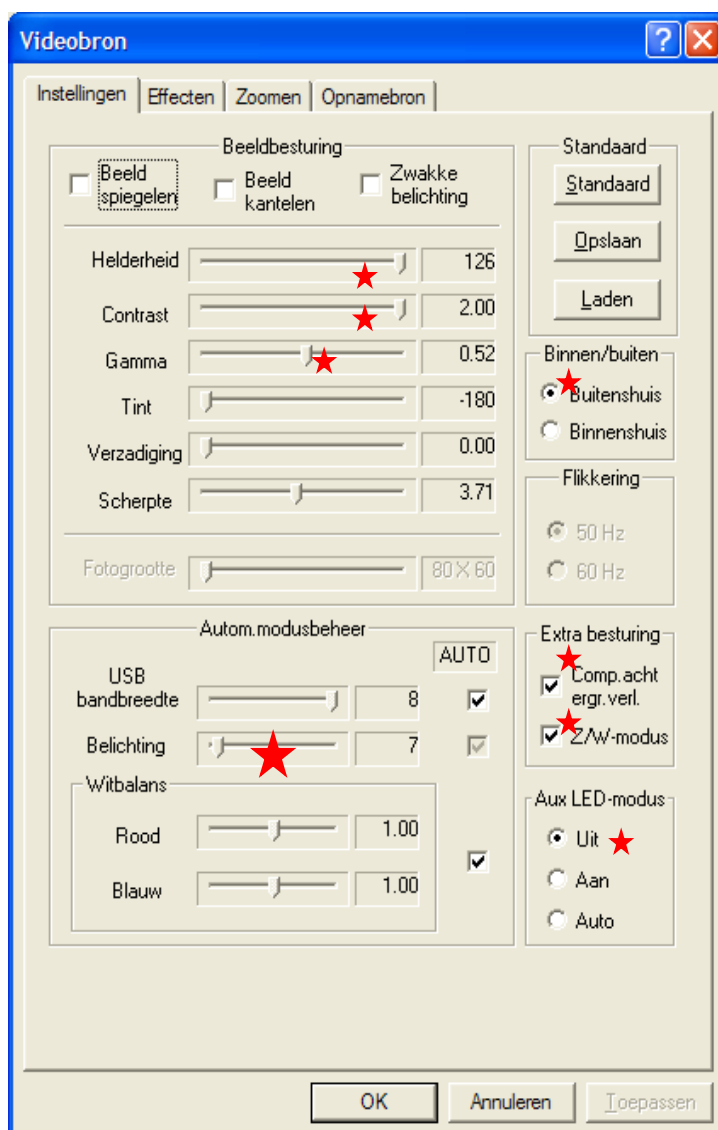 Videobron
Instellingen Effecten Zoomen Opnamebron
Beeldbesturing
Beeld
spiegelen
Beeld
kantelen
Zwakke
belichting
Helderheid 126
Contrast 2.00
Gamma 0.52
Tint -180
Verzadiging 0.00
Scherpte 3.71
Fotogrootte 80 X 60
Standaard
Standaard
Opslaan
Laden
Binnen/buiten
Buitenshuis
Binnenshuis
Flikkering
50 Hz
60 Hz
Autom.modusbeheer
AUTO
USB
bandbreedte 8
Belichting 7
Witbalans
Rood 1.00
Blauw 1.00
Extra besturing
Comp.acht
ergr.verl.
Z/W-modus
Aux LED-modus
Uit
Aan
Auto
OK Annuleren Toepassen